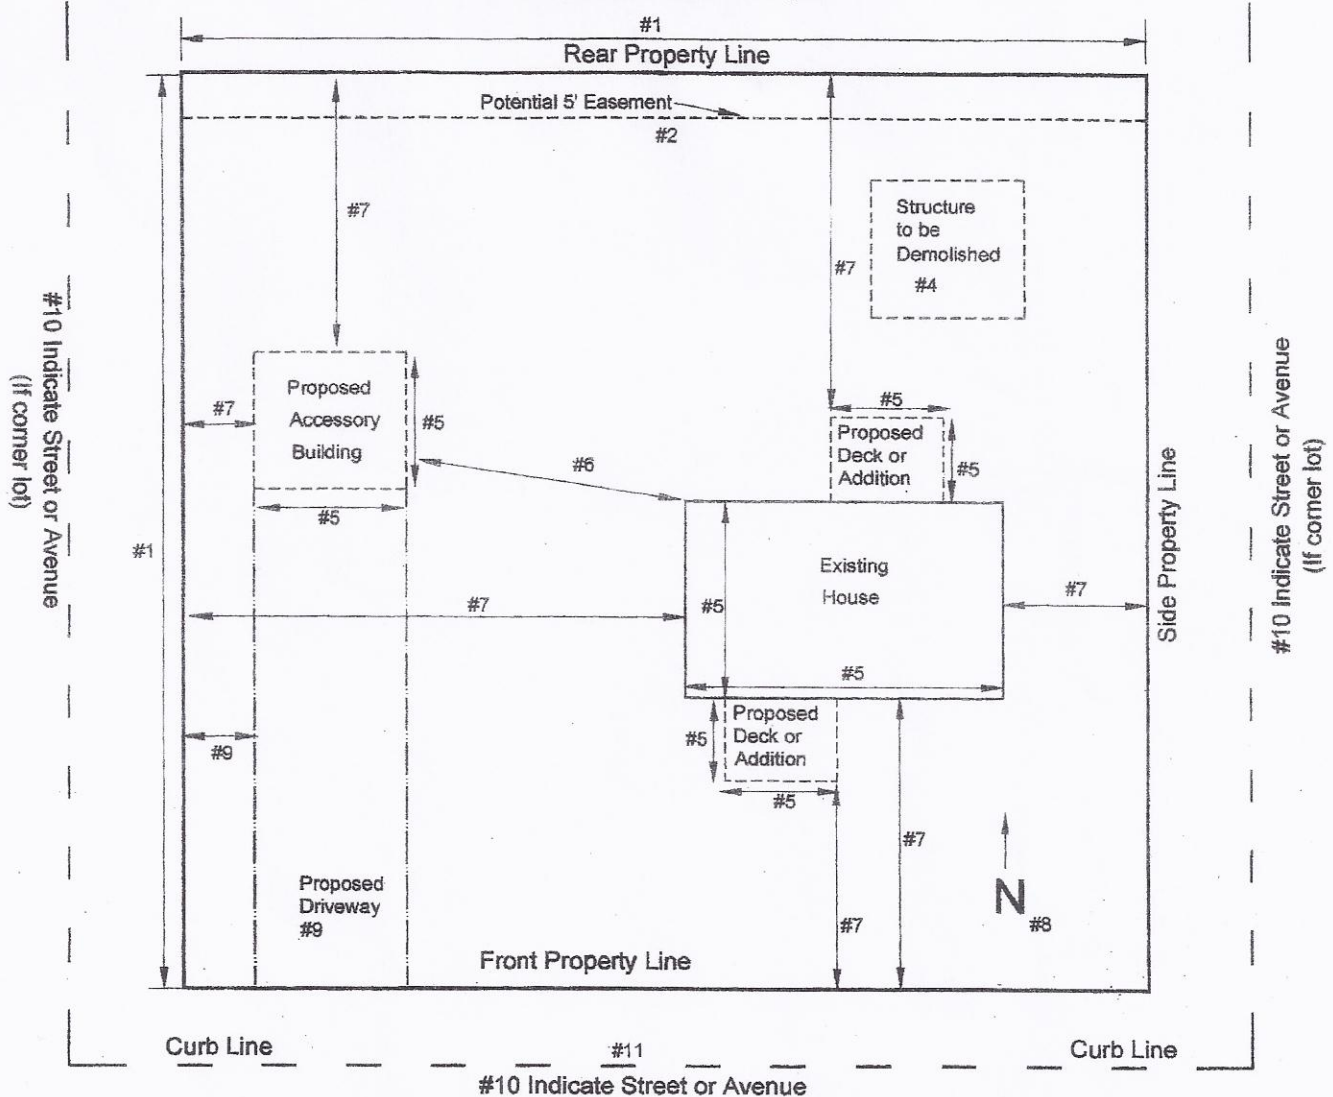 #1
Rear Property Line
Potential 5' Easement
#2
#7
Structure
to be
Demolished
#4
#7
#10 Indicate Street or Avenue
(If corner lot)
Proposed
Accessory
Building
#7
#5
#5
#6
#5
Proposed
Deck or
Addition
#5
#1
Existing
House
#5
#5
#7
#7
Side Property Line
#10 Indicate Street or Avenue
(If corner lot)
Proposed
Deck or
Addition
#5
#5
#9
#7
#7
Proposed
Driveway
#9
N
#8
Front Property Line
Curb Line
#11
Curb Line
#10 Indicate Street or Avenue